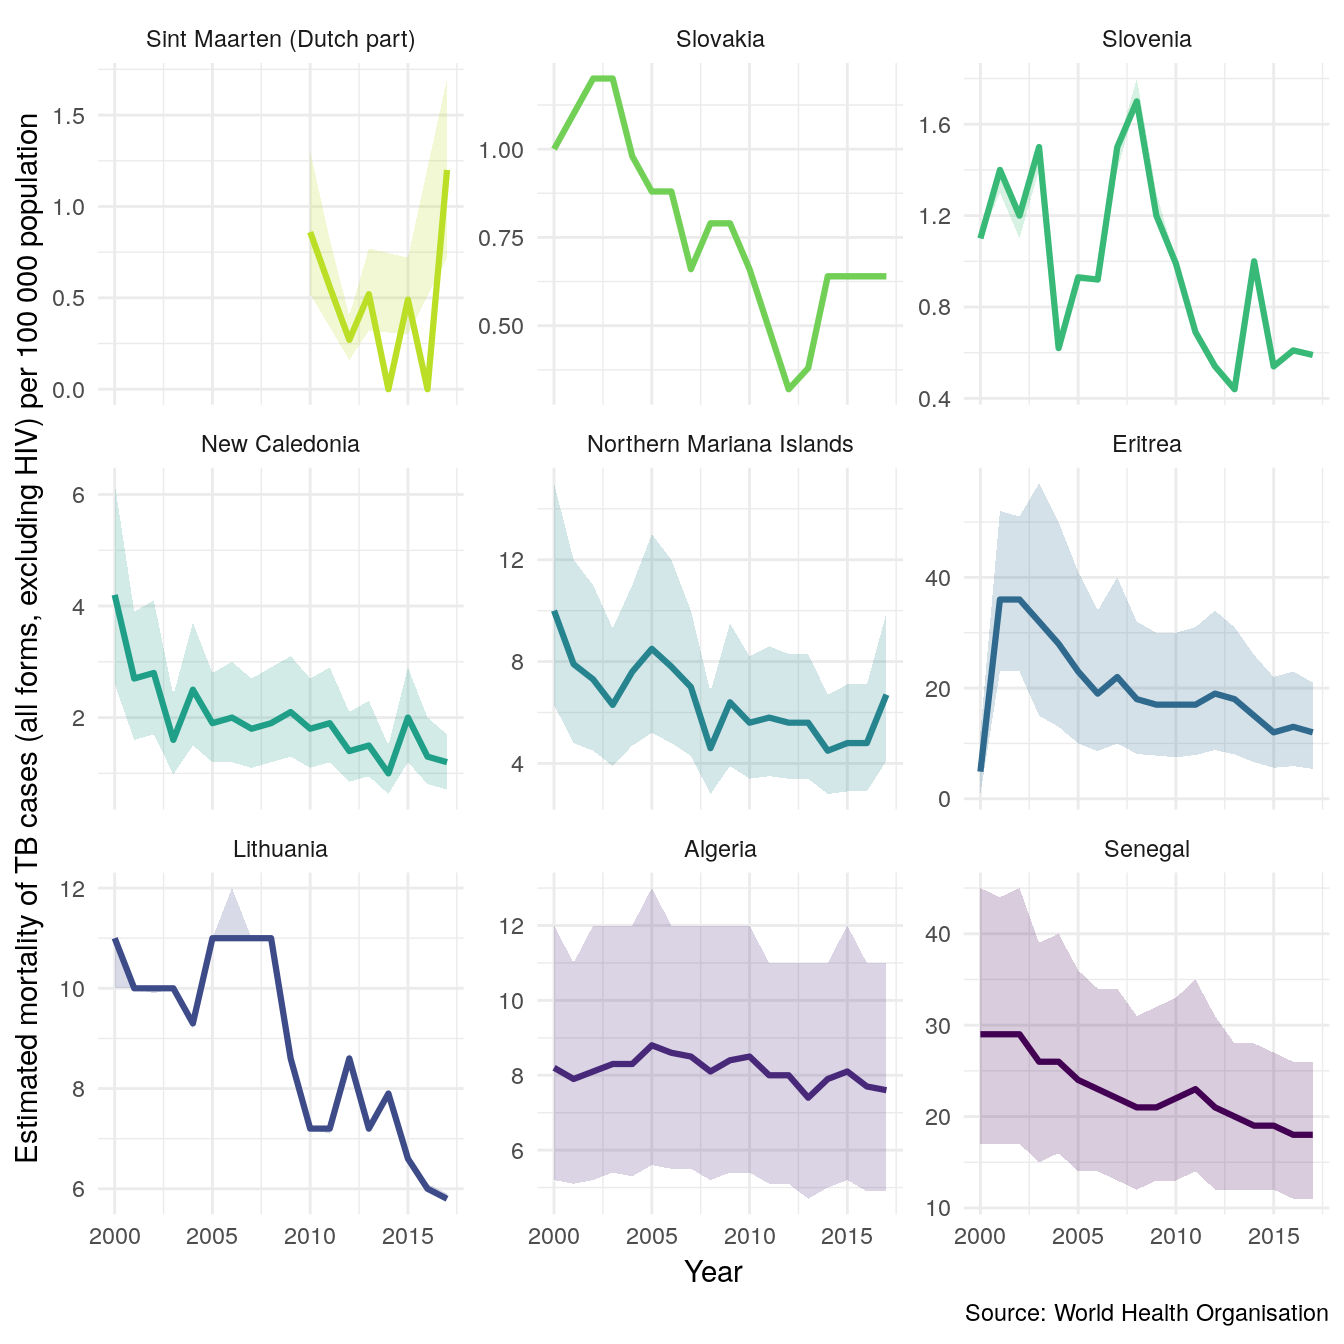 Sint Maarten (Dutch part) Slovakia Slovenia
1.5 1.00 1.6
1.0 0.75 1.2
0.5 0.50 0.8
0.0 0.4
New Caledonia Northern Mariana Islands Eritrea
6 12 40
4 8 20
2 4 0
Lithuania Algeria Senegal
12 12 40
10 10 30
8 8 20
6 6 10
2000 2005 2010 2015 2000 2005 2010 2015 2000 2005 2010 2015
Estimated mortality of TB cases (all forms, excluding HIV) per 100 000 population
Year
Source: World Health Organisation